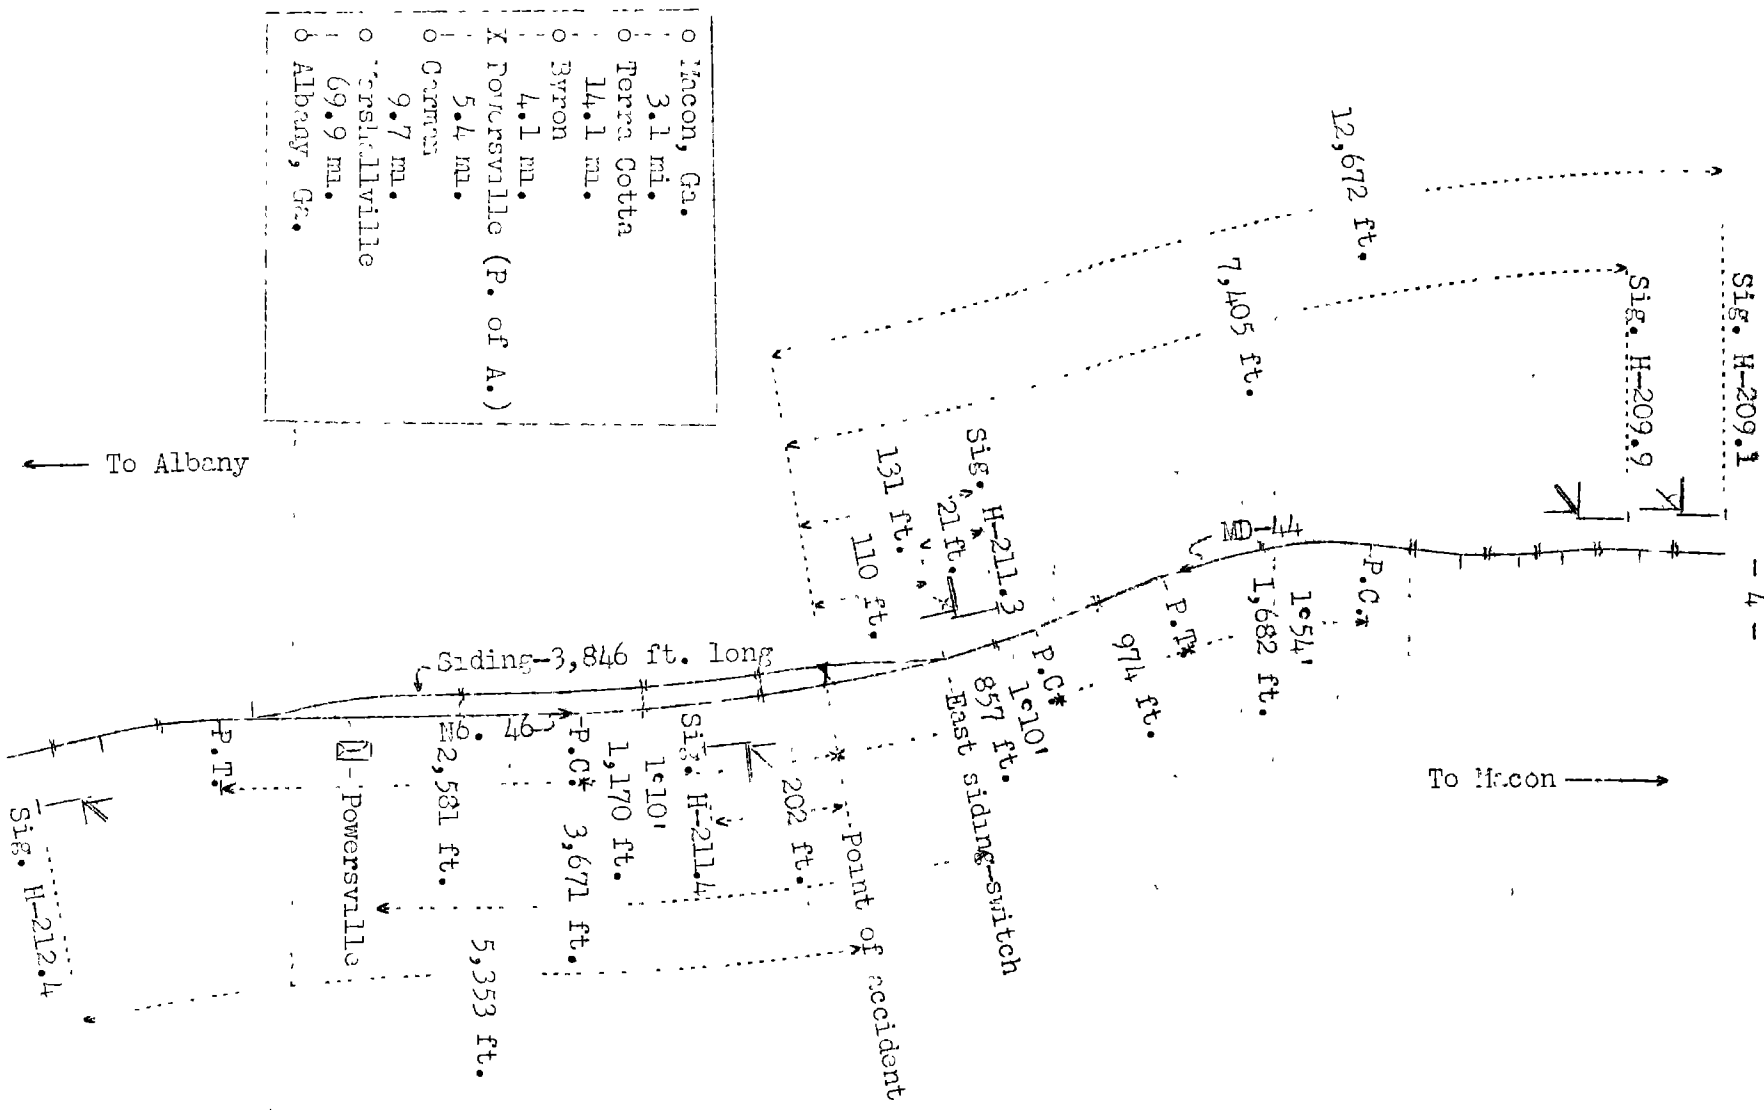 - 4 -
Sig. H-209.1
Sig. H-209.9
12,672 ft.
7,405 ft.
Macon, Ga.
3.1 mi.
Terra Cotta
14.1 mi.
Byron
4.1 mi.
X Powersville (P. of A.)
5.4 mi.
9.7 mi.
69.9 mi.
Albany, Ga.
To Albany
To Macon
Sig. H-211.3
21 ft.
131 ft.
110 ft.
MD-44
P.C.
1°54'
1,682 ft.
P.T.
974 ft.
P.C.
1°10'
857 ft.
East siding-switch
Siding-3,846 ft. long
No. 46
P.C.
1°10'
1,170 ft.
Sig. H-211.4
202 ft.
Point of accident
P.T.
2,581 ft.
3,671 ft.
Powersville
5,353 ft.
Sig. H-212.4